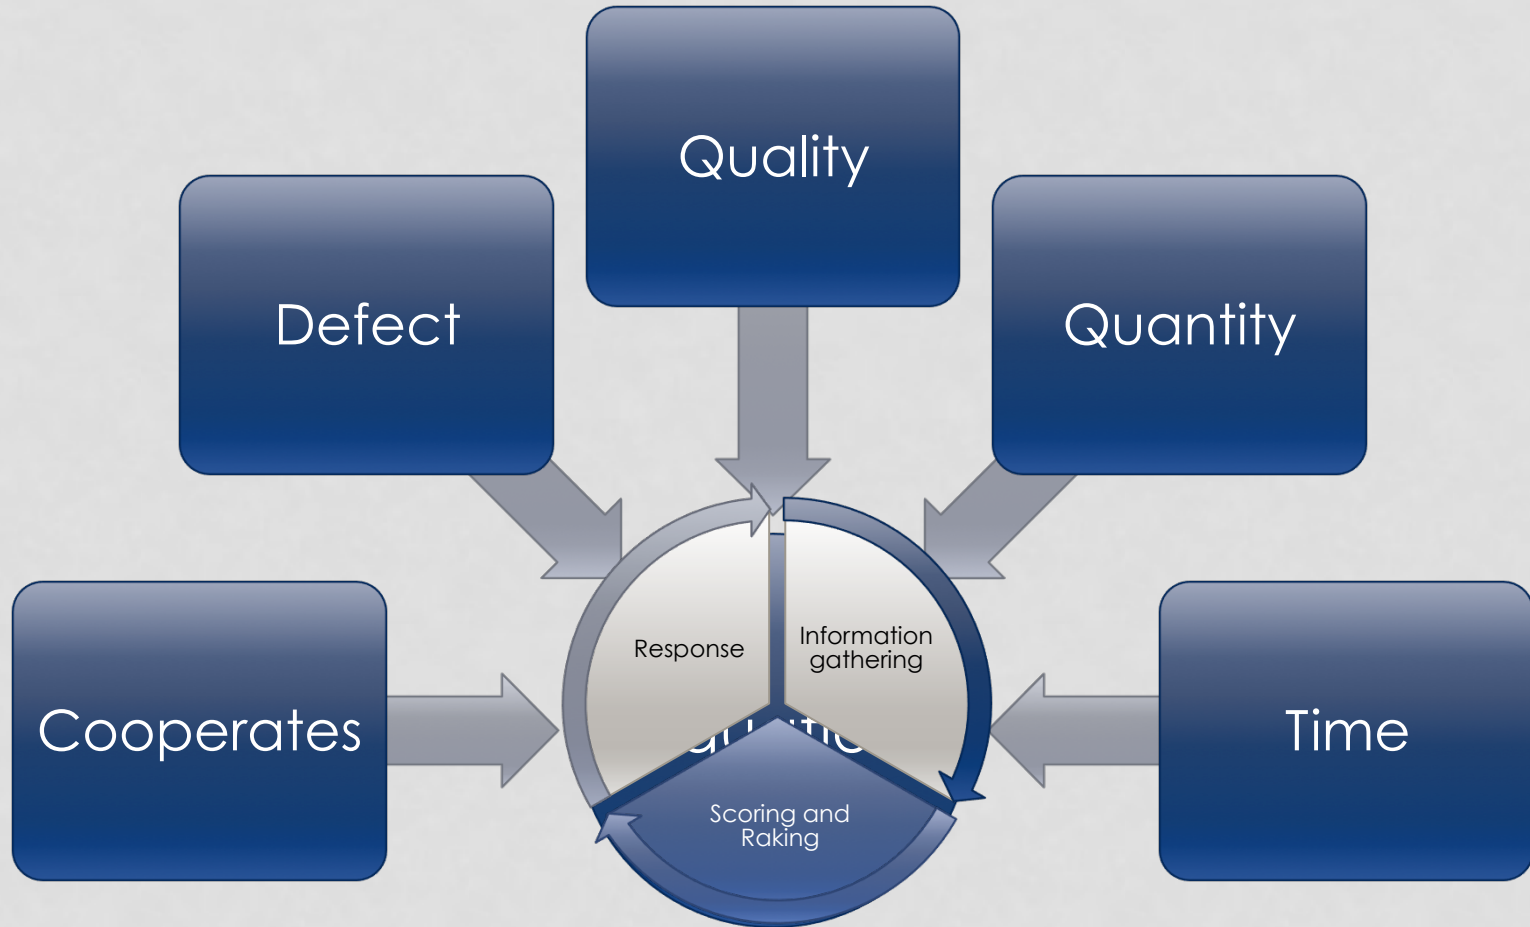 Quality
Defect
Quantity
Cooperates
Time
Response
Information
gathering
Scoring and
Raking